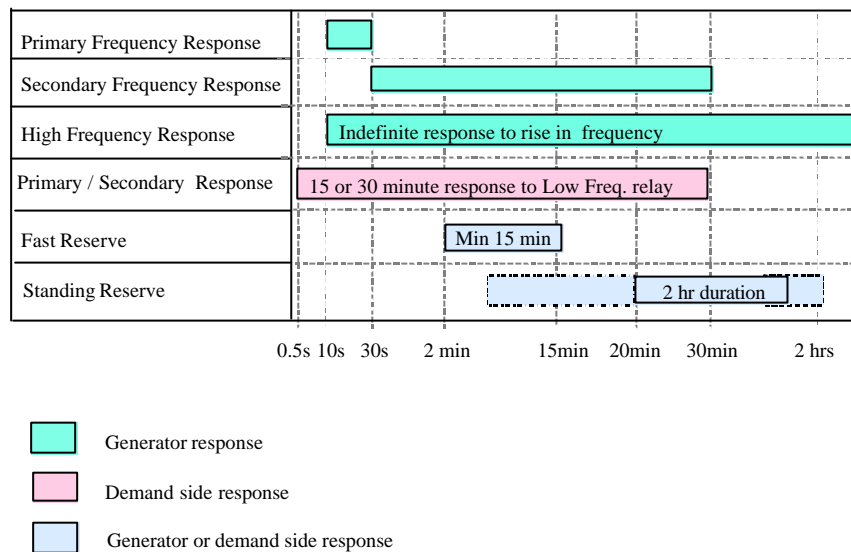 Primary Frequency Response
Secondary Frequency Response
High Frequency Response
Indefinite response to rise in frequency
Primary / Secondary Response
15 or 30 minute response to Low Freq. relay
Fast Reserve
Min 15 min
Standing Reserve
2 hr duration
0.5s 10s 30s 2 min 15min 20min 30min 2 hrs
Generator response
Demand side response
Generator or demand side response